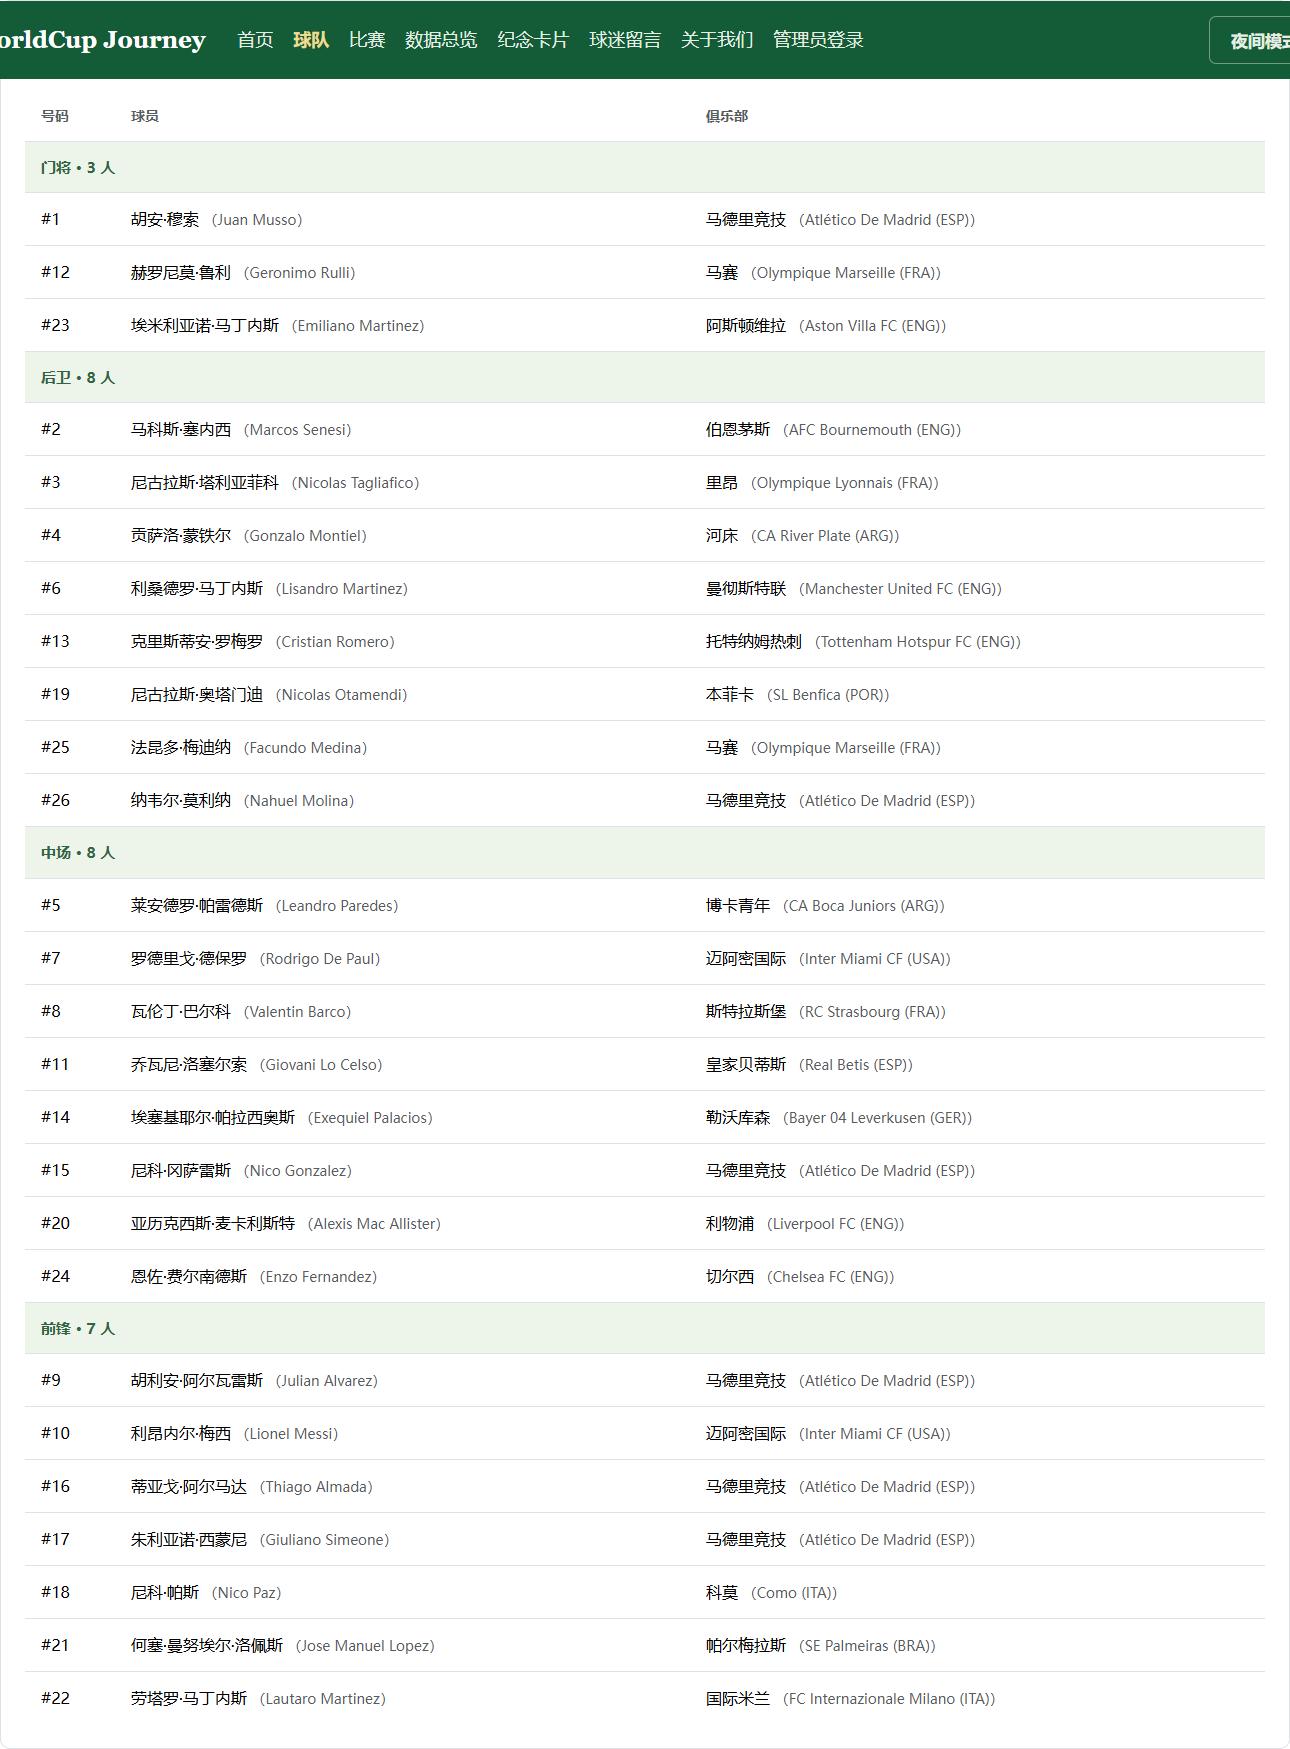 orldCup Journey 首页 球队 比赛 数据总览 纪念卡片 球迷留言 关于我们 管理员登录 夜间模式
号码 球员 俱乐部
门将 • 3 人
#1 胡安·穆索 （Juan Musso） 马德里竞技 （Atlético De Madrid (ESP)）
#12 赫罗尼莫·鲁利 （Geronimo Rulli） 马赛 （Olympique Marseille (FRA)）
#23 埃米利亚诺·马丁内斯 （Emiliano Martinez） 阿斯顿维拉 （Aston Villa FC (ENG)）
后卫 • 8 人
#2 马科斯·塞内西 （Marcos Senesi） 伯恩茅斯 （AFC Bournemouth (ENG)）
#3 尼古拉斯·塔利亚菲科 （Nicolas Tagliafico） 里昂 （Olympique Lyonnais (FRA)）
#4 贡萨洛·蒙铁尔 （Gonzalo Montiel） 河床 （CA River Plate (ARG)）
#6 利桑德罗·马丁内斯 （Lisandro Martinez） 曼彻斯特联 （Manchester United FC (ENG)）
#13 克里斯蒂安·罗梅罗 （Cristian Romero） 托特纳姆热刺 （Tottenham Hotspur FC (ENG)）
#19 尼古拉斯·奥塔门迪 （Nicolas Otamendi） 本菲卡 （SL Benfica (POR)）
#25 法昆多·梅迪纳 （Facundo Medina） 马赛 （Olympique Marseille (FRA)）
#26 纳韦尔·莫利纳 （Nahuel Molina） 马德里竞技 （Atlético De Madrid (ESP)）
中场 • 8 人
#5 莱安德罗·帕雷德斯 （Leandro Paredes） 博卡青年 （CA Boca Juniors (ARG)）
#7 罗德里戈·德保罗 （Rodrigo De Paul） 迈阿密国际 （Inter Miami CF (USA)）
#8 瓦伦丁·巴尔科 （Valentin Barco） 斯特拉斯堡 （RC Strasbourg (FRA)）
#11 乔瓦尼·洛塞尔索 （Giovani Lo Celso） 皇家贝蒂斯 （Real Betis (ESP)）
#14 埃塞基耶尔·帕拉西奥斯 （Exequiel Palacios） 勒沃库森 （Bayer 04 Leverkusen (GER)）
#15 尼科·冈萨雷斯 （Nico Gonzalez） 马德里竞技 （Atlético De Madrid (ESP)）
#20 亚历克西斯·麦卡利斯特 （Alexis Mac Allister） 利物浦 （Liverpool FC (ENG)）
#24 恩佐·费尔南德斯 （Enzo Fernandez） 切尔西 （Chelsea FC (ENG)）
前锋 • 7 人
#9 胡利安·阿尔瓦雷斯 （Julian Alvarez） 马德里竞技 （Atlético De Madrid (ESP)）
#10 利昂内尔·梅西 （Lionel Messi） 迈阿密国际 （Inter Miami CF (USA)）
#16 蒂亚戈·阿尔马达 （Thiago Almada） 马德里竞技 （Atlético De Madrid (ESP)）
#17 朱利亚诺·西蒙尼 （Giuliano Simeone） 马德里竞技 （Atlético De Madrid (ESP)）
#18 尼科·帕斯 （Nico Paz） 科莫 （Como (ITA)）
#21 何塞·曼努埃尔·洛佩斯 （Jose Manuel Lopez） 帕尔梅拉斯 （SE Palmeiras (BRA)）
#22 劳塔罗·马丁内斯 （Lautaro Martinez） 国际米兰 （FC Internazionale Milano (ITA)）